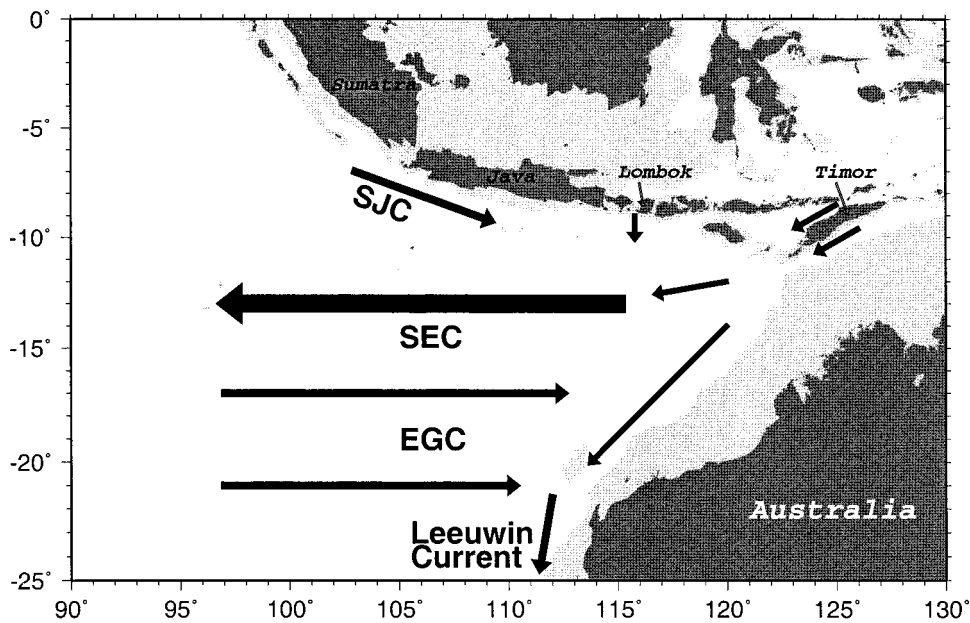 0˚
Sumatra
-5˚
Java
Lombok
Timor
SJC
-10˚
SEC
-15˚
EGC
-20˚
Australia
Leeuwin
Current
-25˚
90˚ 95˚ 100˚ 105˚ 110˚ 115˚ 120˚ 125˚ 130˚